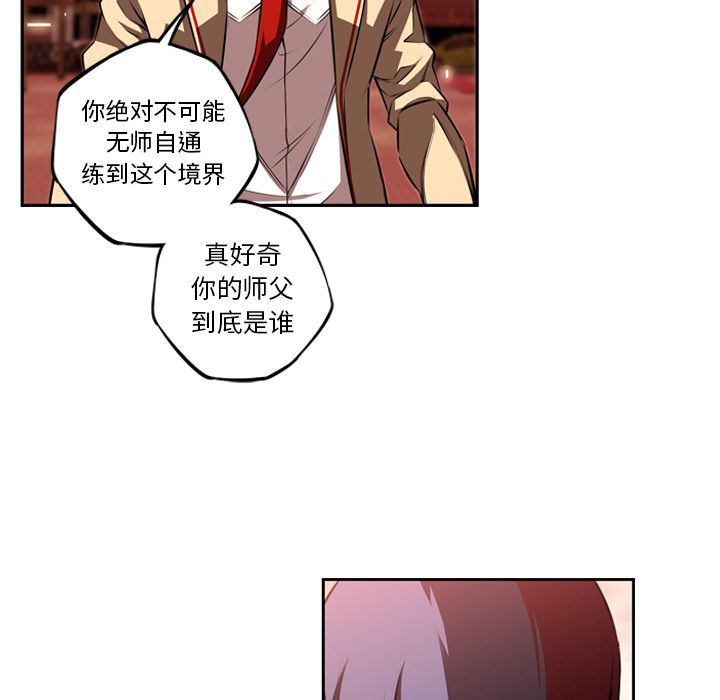 你绝对不可能
无师自通
练到这个境界
真好奇
你的师父
到底是谁